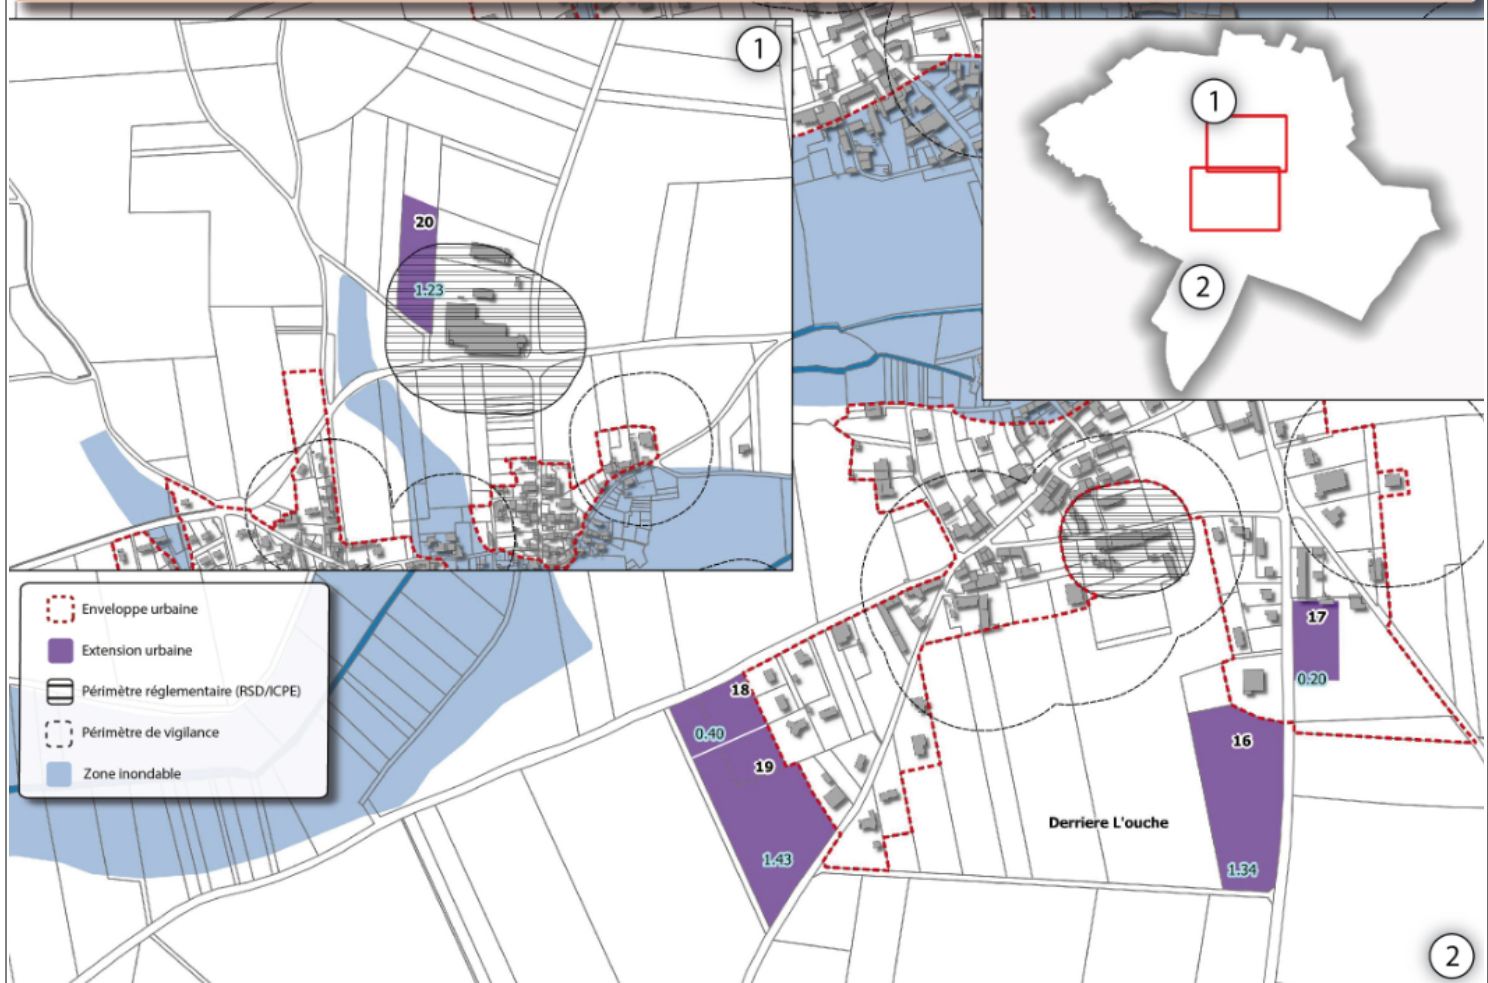 1
1
2
20
1.23
Enveloppe urbaine
Extension urbaine
Périmètre réglementaire (RSD/ICPE)
Périmètre de vigilance
Zone inondable
17
0.20
18
0.40
19
1.43
16
1.34
Derriere L'ouche
2